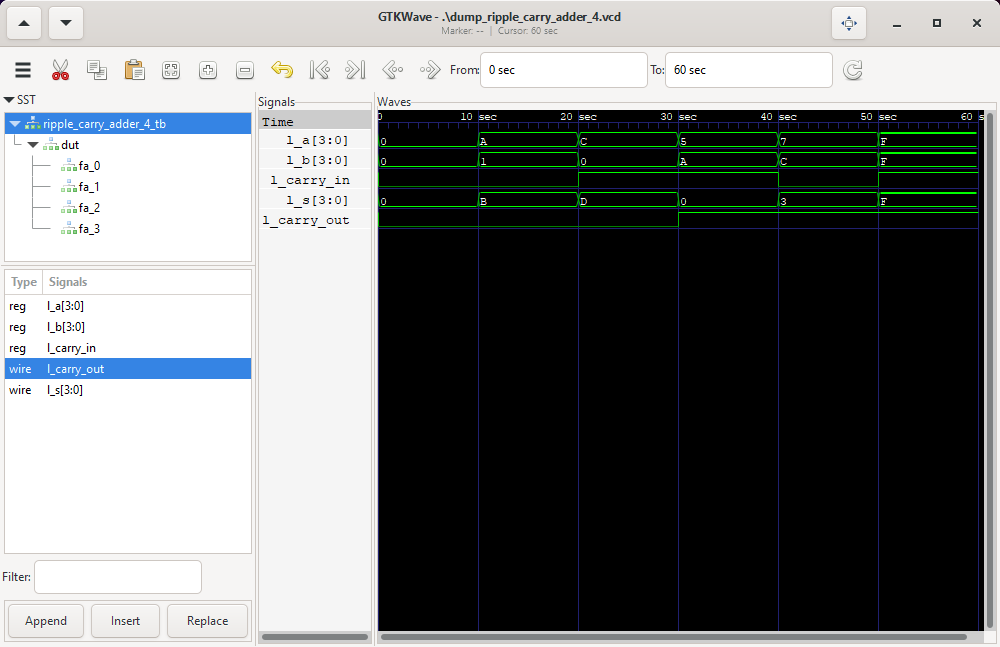 GTKWave - .\dump_ripple_carry_adder_4.vcd
Marker: -- | Cursor: 60 sec
From: 0 sec To: 60 sec
SST
ripple_carry_adder_4_tb
dut
fa_0
fa_1
fa_2
fa_3
Type Signals
reg l_a[3:0]
reg l_b[3:0]
reg l_carry_in
wire l_carry_out
wire l_s[3:0]
Filter:
Append Insert Replace
Signals
Time
l_a[3:0]
l_b[3:0]
l_carry_in
l_s[3:0]
l_carry_out
Waves
0 10 sec 20 sec 30 sec 40 sec 50 sec 60 s
0 A C 5 7 F
0 1 0 A C F
0 B D 0 3 F